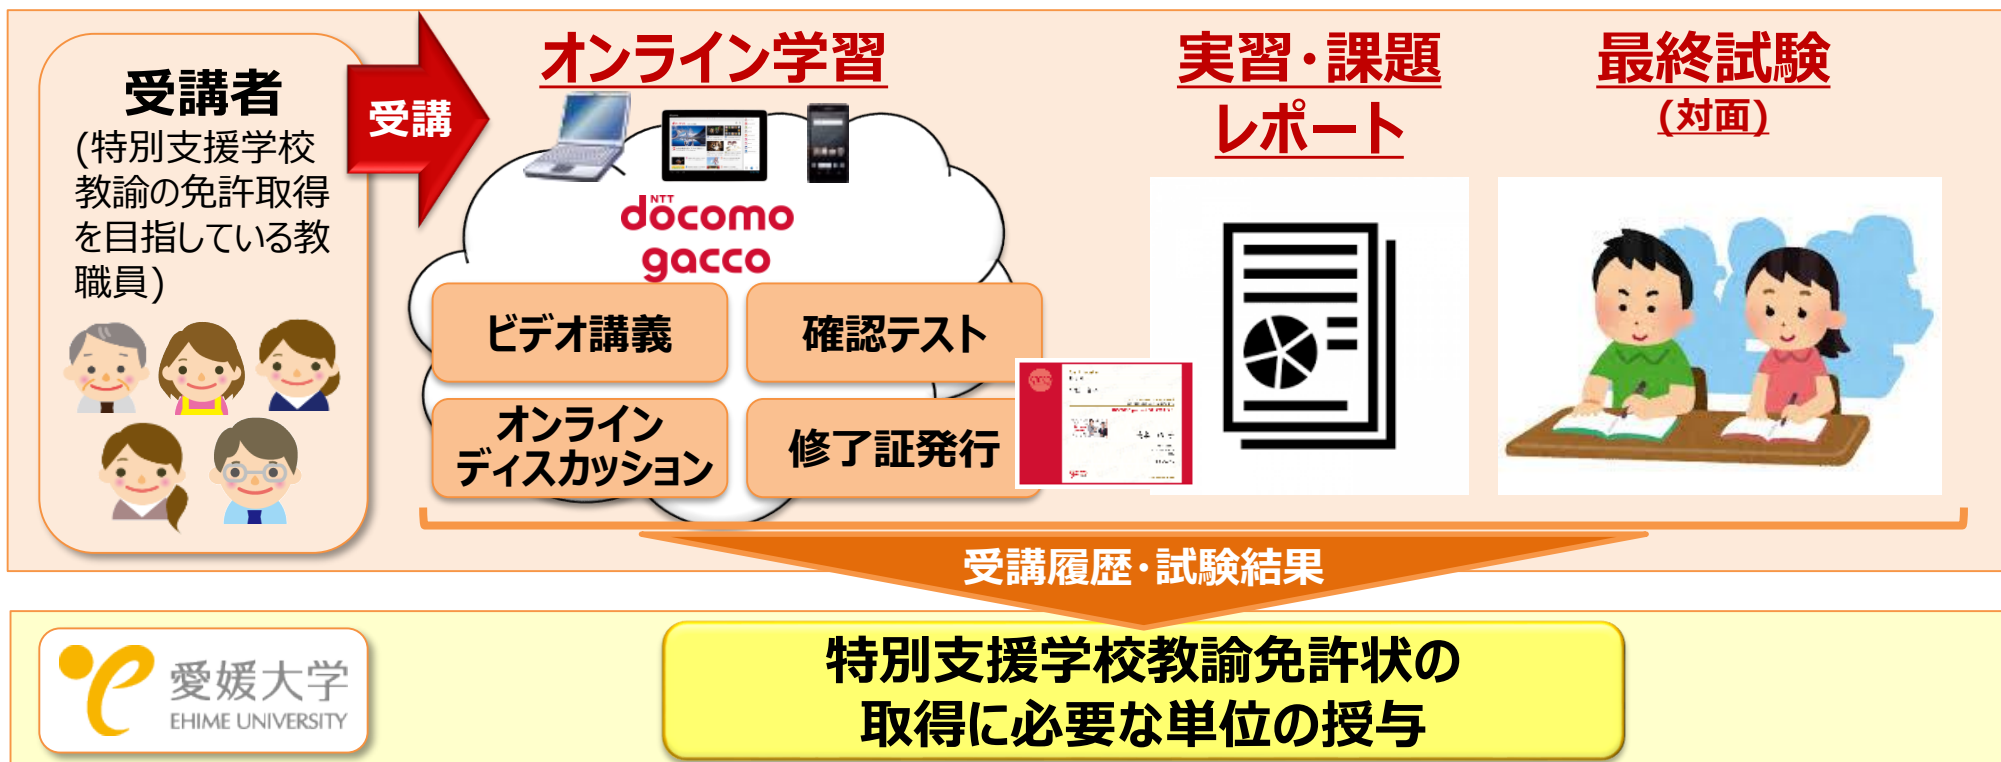 受講者
(特別支援学校
教諭の免許取得
を目指している教
職員)
受講
オンライン学習
NTT
docomo
gacco
ビデオ講義
確認テスト
オンライン
ディスカッション
修了証発行
実習・課題
レポート
最終試験
(対面)
受講履歴・試験結果
愛媛大学
EHIME UNIVERSITY
特別支援学校教諭免許状の
取得に必要な単位の授与